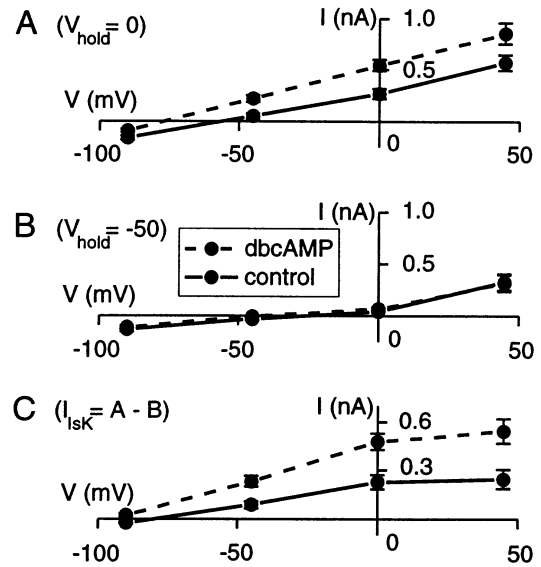 A (Vhold= 0) I (nA) 1.0
0.5
V (mV)
-100 -50 0 50
B (Vhold= -50) I (nA) 1.0
dbcAMP
control
0.5
V (mV)
-100 -50 0 50
C (IIsK= A - B) I (nA) 0.6
0.3
V (mV)
-100 -50 0 50